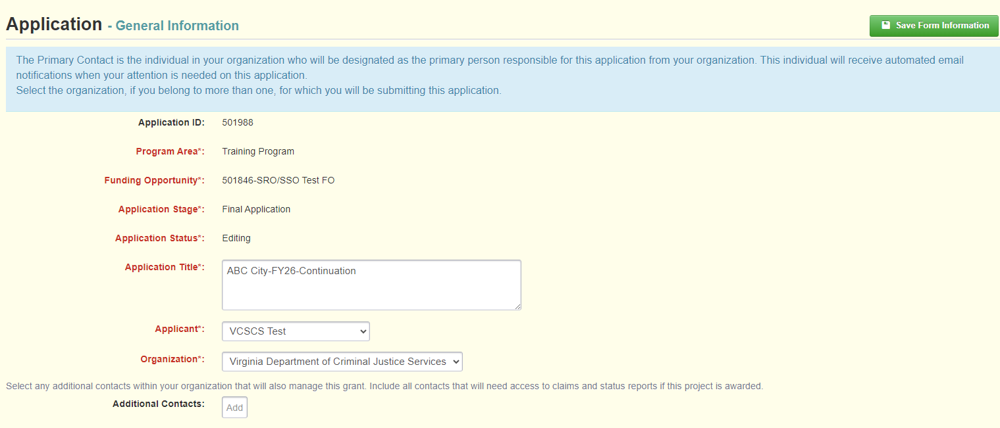 Application - General Information
Save Form Information
The Primary Contact is the individual in your organization who will be designated as the primary person responsible for this application from your organization. This individual will receive automated email
notifications when your attention is needed on this application.
Select the organization, if you belong to more than one, for which you will be submitting this application.
Application ID: 501988
Program Area*: Training Program
Funding Opportunity*: 501846-SRO/SSO Test FO
Application Stage*: Final Application
Application Status*: Editing
Application Title*: ABC City-FY26-Continuation
Applicant*: VCSCS Test
Organization*: Virginia Department of Criminal Justice Services
Select any additional contacts within your organization that will also manage this grant. Include all contacts that will need access to claims and status reports if this project is awarded.
Additional Contacts: Add